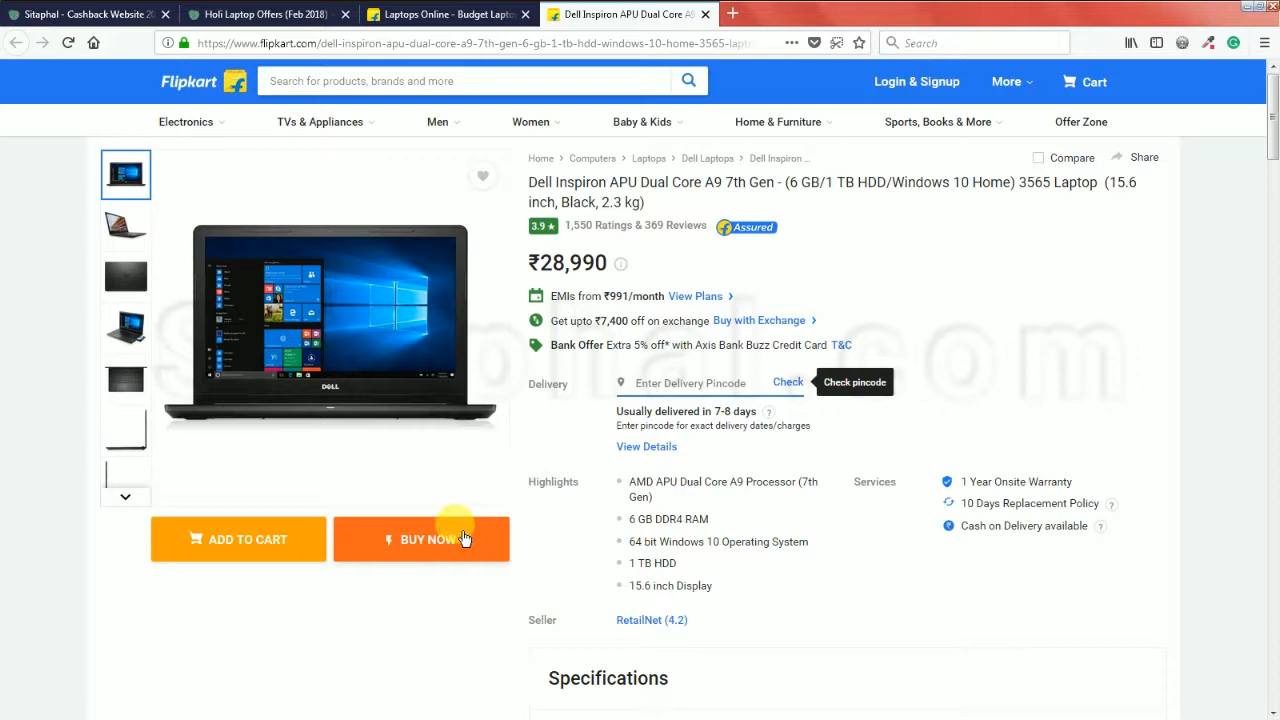 Sitaphal - Cashback Website 20
Holi Laptop Offers (Feb 2018) -
Laptops Online - Budget Lapto
Dell Inspiron APU Dual Core A9
https://www.flipkart.com/dell-inspiron-apu-dual-core-a9-7th-gen-6-gb-1-tb-hdd-windows-10-home-3565-lapt
Search
Flipkart
Search for products, brands and more
Login & Signup
More
Cart
Electronics
TVs & Appliances
Men
Women
Baby & Kids
Home & Furniture
Sports, Books & More
Offer Zone
Home > Computers > Laptops > Dell Laptops > Dell Inspiron ...
Compare
Share
Dell Inspiron APU Dual Core A9 7th Gen - (6 GB/1 TB HDD/Windows 10 Home) 3565 Laptop (15.6
inch, Black, 2.3 kg)
3.9 ★ 1,550 Ratings & 369 Reviews Assured
₹28,990
EMIs from ₹991/month View Plans >
Get upto ₹7,400 off on exchange Buy with Exchange >
Bank Offer Extra 5% off* with Axis Bank Buzz Credit Card T&C
Delivery
Enter Delivery Pincode
Check
Check pincode
Usually delivered in 7-8 days ?
Enter pincode for exact delivery dates/charges
View Details
DELL
Highlights
AMD APU Dual Core A9 Processor (7th
Gen)
6 GB DDR4 RAM
64 bit Windows 10 Operating System
1 TB HDD
15.6 inch Display
Services
1 Year Onsite Warranty
10 Days Replacement Policy ?
Cash on Delivery available ?
ADD TO CART
BUY NOW
Seller
RetailNet (4.2)
Specifications